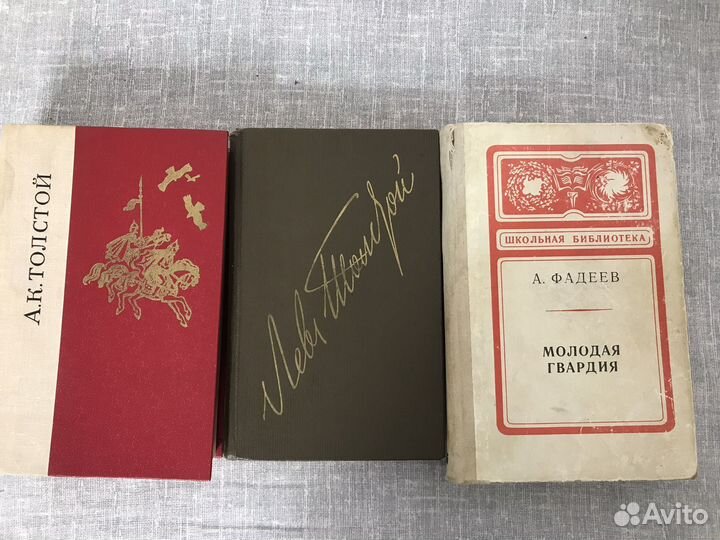 А.К.ТОЛСТОЙ
Лев Толстой
ШКОЛЬНАЯ БИБЛИОТЕКА
А. ФАДЕЕВ
МОЛОДАЯ
ГВАРДИЯ
Avito